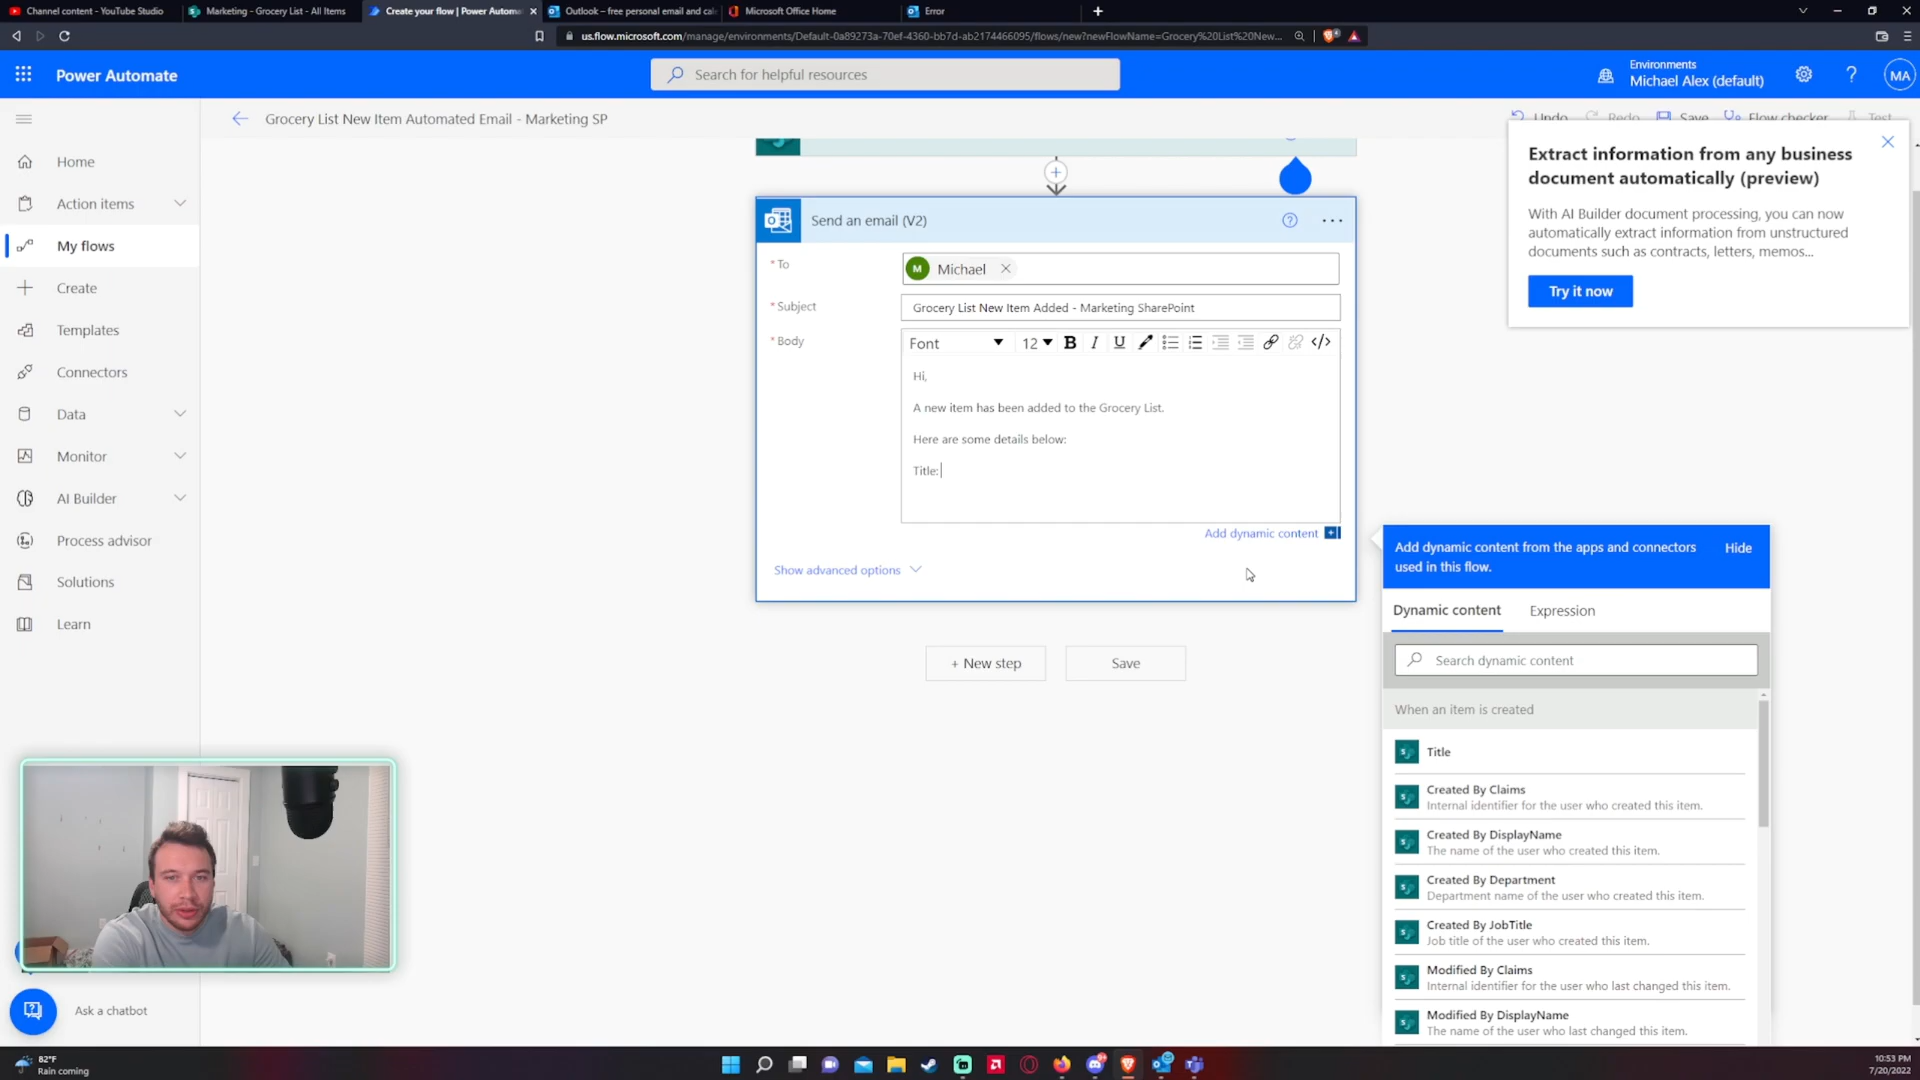 Channel content - YouTube Studio
Marketing - Grocery List - All Items
Create your flow | Power Automa
Outlook – free personal email and cale
Microsoft Office Home
Error
us.flow.microsoft.com/manage/environments/Default-0a89273a-70ef-4360-bb7d-ab2174466095/flows/new?newFlowName=Grocery%20List%20New...
Power Automate
Search for helpful resources
Environments
Michael Alex (default)
MA
Grocery List New Item Automated Email - Marketing SP
Undo
Redo
Save
Flow checker
Test
Home
Action items
My flows
Create
Templates
Connectors
Data
Monitor
AI Builder
Process advisor
Solutions
Learn
Ask a chatbot
Extract information from any business
document automatically (preview)
With AI Builder document processing, you can now
automatically extract information from unstructured
documents such as contracts, letters, memos...
Try it now
Send an email (V2)
* To
M Michael
* Subject
Grocery List New Item Added - Marketing SharePoint
* Body
Font
12
B I U
</>
Hi,
A new item has been added to the Grocery List.
Here are some details below:
Title:
Add dynamic content
Show advanced options
+ New step
Save
Add dynamic content from the apps and connectors
used in this flow.
Hide
Dynamic content
Expression
Search dynamic content
When an item is created
Title
Created By Claims
Internal identifier for the user who created this item.
Created By DisplayName
The name of the user who created this item.
Created By Department
Department name of the user who created this item.
Created By JobTitle
Job title of the user who created this item.
Modified By Claims
Internal identifier for the user who last changed this item.
Modified By DisplayName
The name of the user who last changed this item.
82°F
Rain coming
10:53 PM
7/20/2022